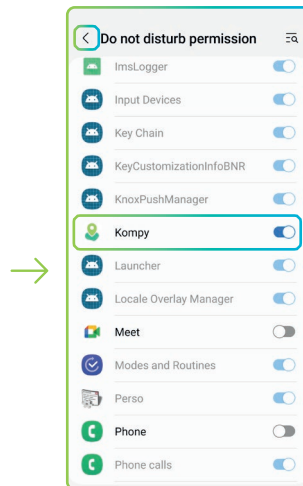 Do not disturb permission
ImsLogger
Input Devices
Key Chain
KeyCustomizationInfoBNR
KnoxPushManager
Kompy
Launcher
Locale Overlay Manager
Meet
Modes and Routines
Perso
Phone
Phone calls